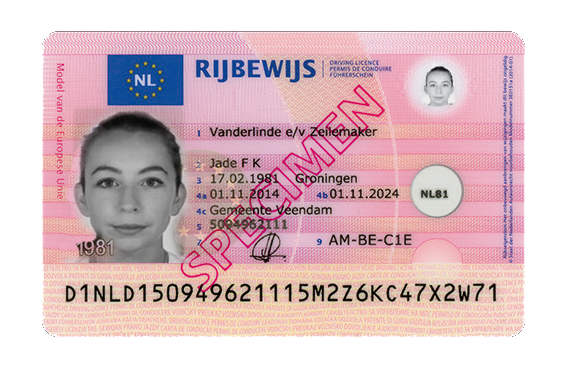 NL
RIJBEWIJS
DRIVING LICENCE
PERMIS DE CONDUIRE
FÜHRERSCHEIN
Model van de Europese Unie
1 Vanderlinde e/v Zeilemaker
2 Jade F K
3 17.02.1981 Groningen
4a 01.11.2014 4b 01.11.2024
4c Gemeente Veendam
5 5094962111
7
9 AM-BE-C1E
1981
NL81
SPECIMEN
D1NLD150949621115M2Z6KC47X2W71